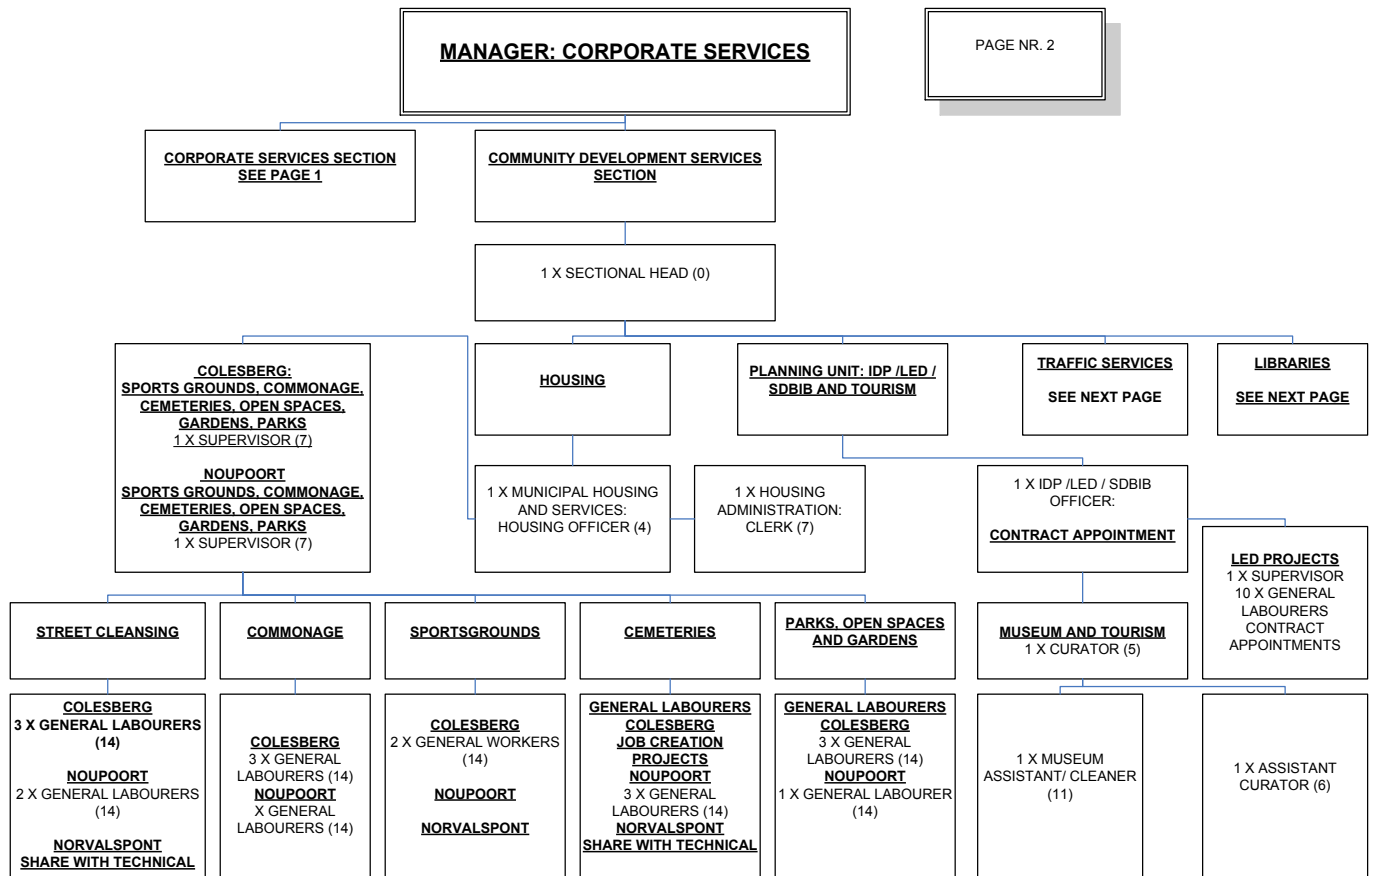 MANAGER: CORPORATE SERVICES
PAGE NR. 2
CORPORATE SERVICES SECTION
SEE PAGE 1
COMMUNITY DEVELOPMENT SERVICES
SECTION
1 X SECTIONAL HEAD (0)
COLESBERG:
SPORTS GROUNDS, COMMONAGE,
CEMETERIES, OPEN SPACES,
GARDENS, PARKS
1 X SUPERVISOR (7)
NOUPOORT
SPORTS GROUNDS, COMMONAGE,
CEMETERIES, OPEN SPACES,
GARDENS, PARKS
1 X SUPERVISOR (7)
HOUSING
PLANNING UNIT: IDP /LED /
SDBIB AND TOURISM
TRAFFIC SERVICES
SEE NEXT PAGE
LIBRARIES
SEE NEXT PAGE
1 X MUNICIPAL HOUSING
AND SERVICES:
HOUSING OFFICER (4)
1 X HOUSING
ADMINISTRATION:
CLERK (7)
1 X IDP /LED / SDBIB
OFFICER:
CONTRACT APPOINTMENT
LED PROJECTS
1 X SUPERVISOR
10 X GENERAL
LABOURERS
CONTRACT
APPOINTMENTS
STREET CLEANSING
COMMONAGE
SPORTSGROUNDS
CEMETERIES
PARKS, OPEN SPACES
AND GARDENS
MUSEUM AND TOURISM
1 X CURATOR (5)
COLESBERG
3 X GENERAL LABOURERS
(14)
NOUPOORT
2 X GENERAL LABOURERS
(14)
NORVALSPONT
SHARE WITH TECHNICAL
COLESBERG
3 X GENERAL
LABOURERS (14)
NOUPOORT
X GENERAL
LABOURERS (14)
COLESBERG
2 X GENERAL WORKERS
(14)
NOUPOORT
NORVALSPONT
GENERAL LABOURERS
COLESBERG
JOB CREATION
PROJECTS
NOUPOORT
3 X GENERAL
LABOURERS (14)
NORVALSPONT
SHARE WITH TECHNICAL
GENERAL LABOURERS
COLESBERG
3 X GENERAL
LABOURERS (14)
NOUPOORT
1 X GENERAL LABOURER
(14)
1 X MUSEUM
ASSISTANT/ CLEANER
(11)
1 X ASSISTANT
CURATOR (6)